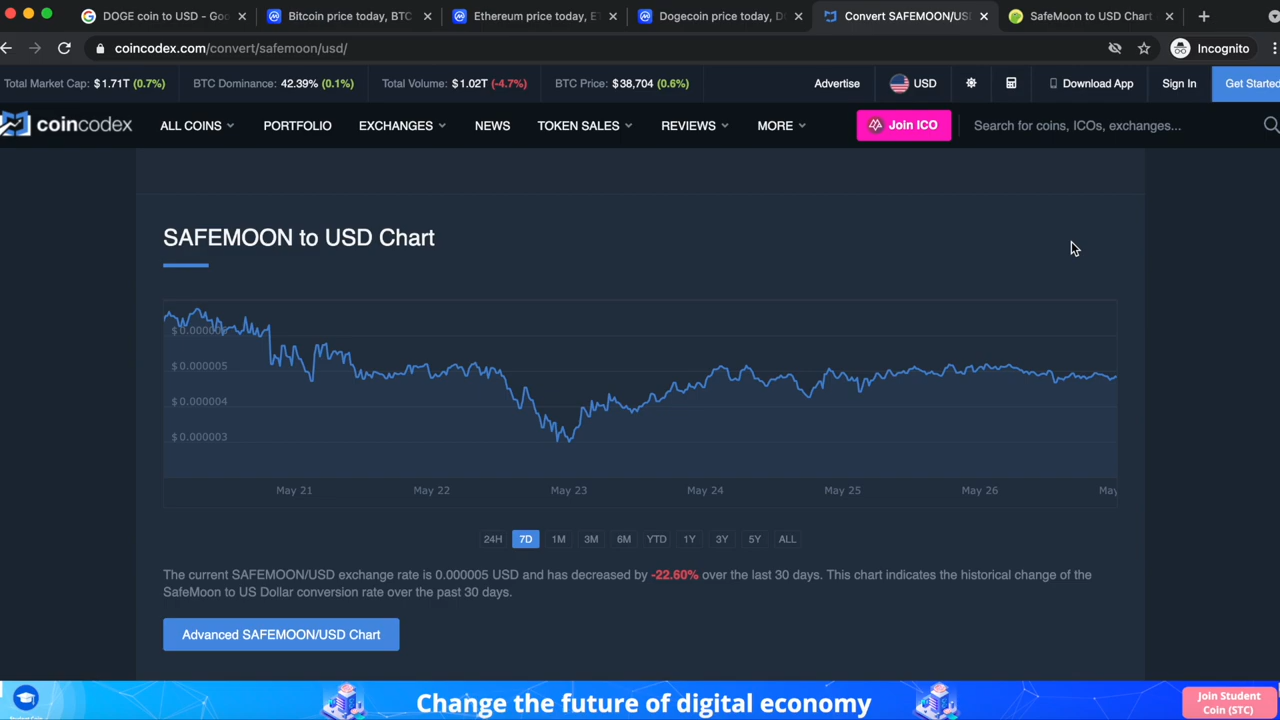 DOGE coin to USD - Goo
Bitcoin price today, BTC
Ethereum price today, E
Dogecoin price today, D
Convert SAFEMOON/US
SafeMoon to USD Chart
coincodex.com/convert/safemoon/usd/
Incognito
Total Market Cap: $ 1.71T (0.7%)
BTC Dominance: 42.39% (0.1%)
Total Volume: $ 1.02T (-4.7%)
BTC Price: $ 38,704 (0.6%)
Advertise
USD
Download App
Sign In
Get Started
coincodex
ALL COINS
PORTFOLIO
EXCHANGES
NEWS
TOKEN SALES
REVIEWS
MORE
Join ICO
Search for coins, ICOs, exchanges...
SAFEMOON to USD Chart
$ 0.000006
$ 0.000005
$ 0.000004
$ 0.000003
May 21
May 22
May 23
May 24
May 25
May 26
May
24H
7D
1M
3M
6M
YTD
1Y
3Y
5Y
ALL
The current SAFEMOON/USD exchange rate is 0.000005 USD and has decreased by -22.60% over the last 30 days. This chart indicates the historical change of the
SafeMoon to US Dollar conversion rate over the past 30 days.
Advanced SAFEMOON/USD Chart
Change the future of digital economy
Join Student
Coin (STC)